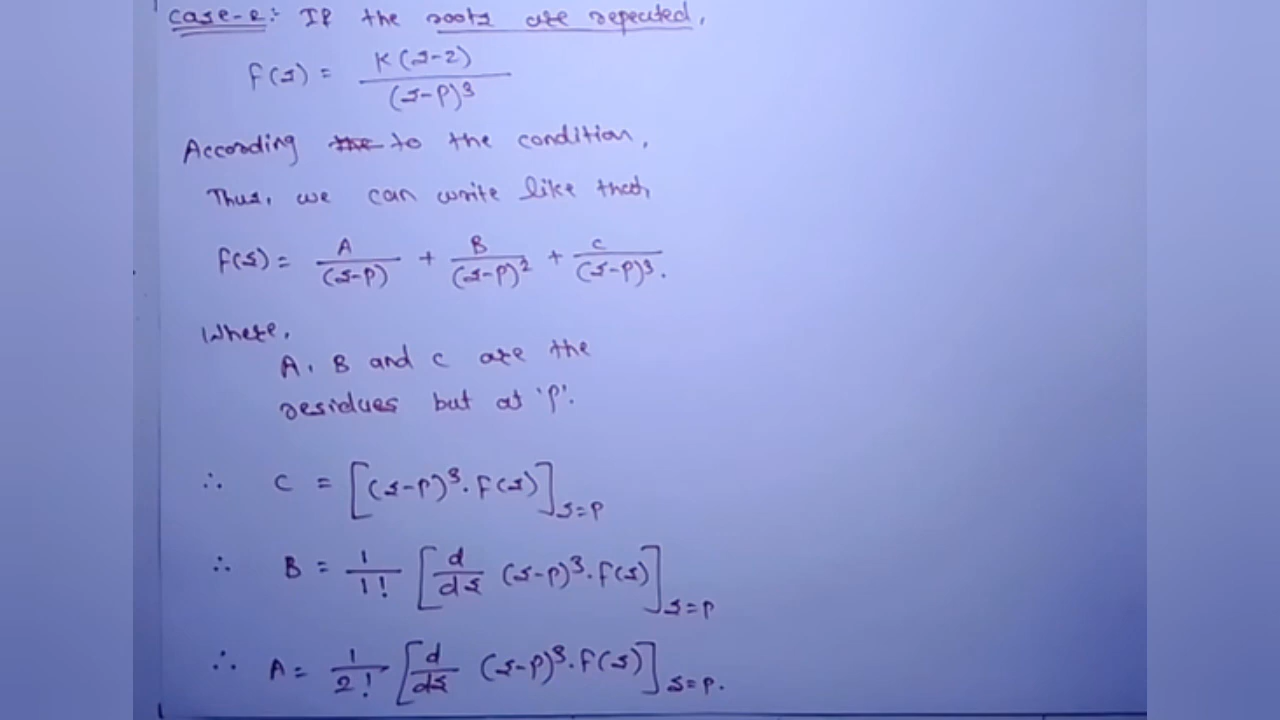 Case-2:- If the roots are repeated,
F(s) = K(s-z) / (s-p)^3
According the to the condition,
Thus, we can write like that,
F(s) = A/(s-p) + B/(s-p)^2 + C/(s-p)^3.
Where,
A, B and C are the
residues but at 'p'.
∴ C = [(s-p)^3 . F(s)] s=p
∴ B = 1/1! [d/ds (s-p)^3 . F(s)] s=p
∴ A = 1/2! [d/ds (s-p)^3 . F(s)] s=p.